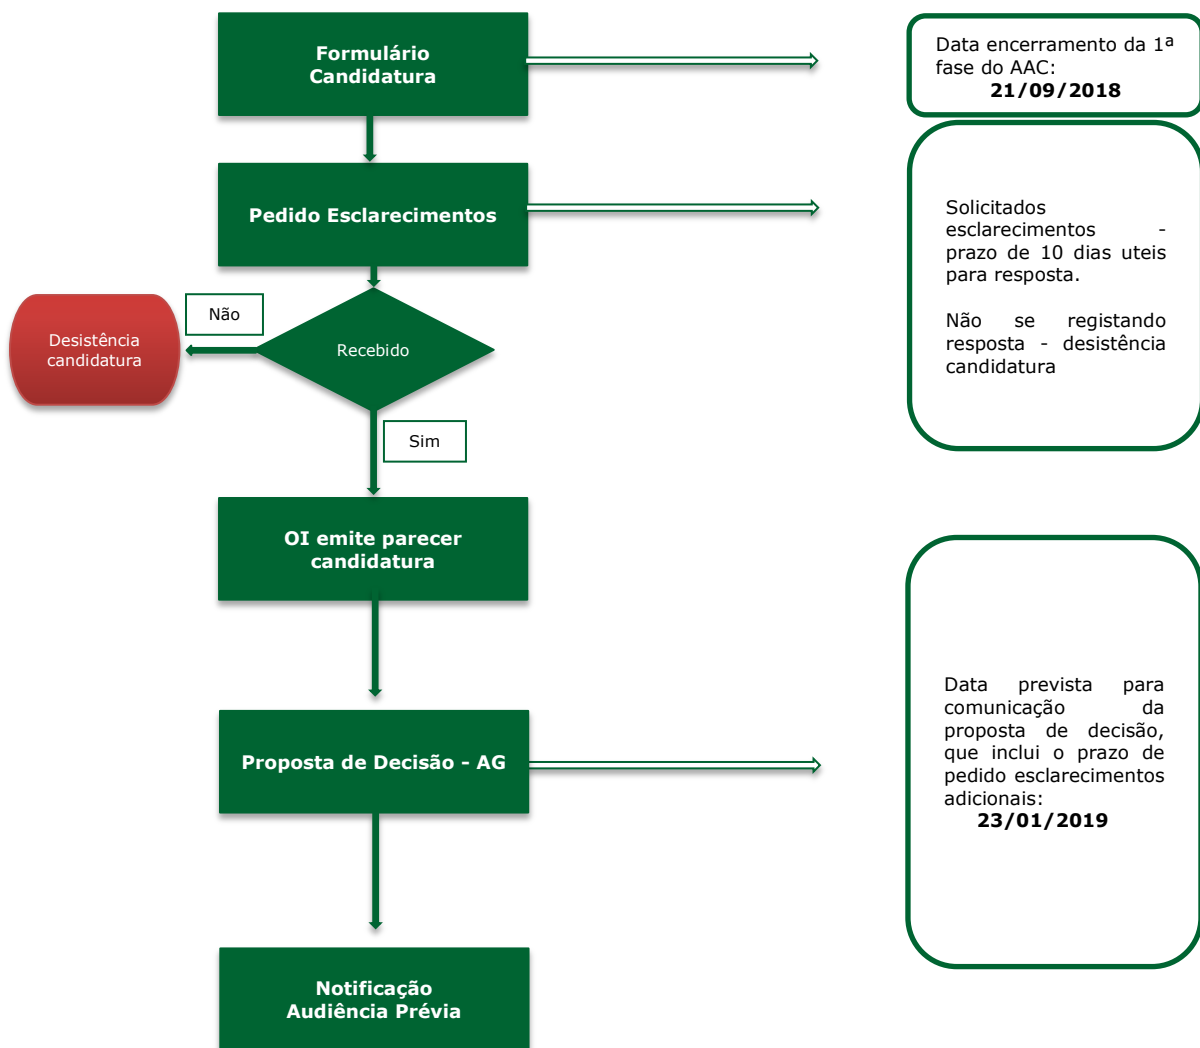 Formulário
Candidatura
Data encerramento da 1ª
fase do AAC:
21/09/2018
Pedido Esclarecimentos
Solicitados
esclarecimentos -
prazo de 10 dias uteis
para resposta.
Não se registando
resposta - desistência
candidatura
Não
Desistência
candidatura
Recebido
Sim
OI emite parecer
candidatura
Proposta de Decisão – AG
Data prevista para
comunicação da
proposta de decisão,
que inclui o prazo de
pedido esclarecimentos
adicionais:
23/01/2019
Notificação
Audiência Prévia